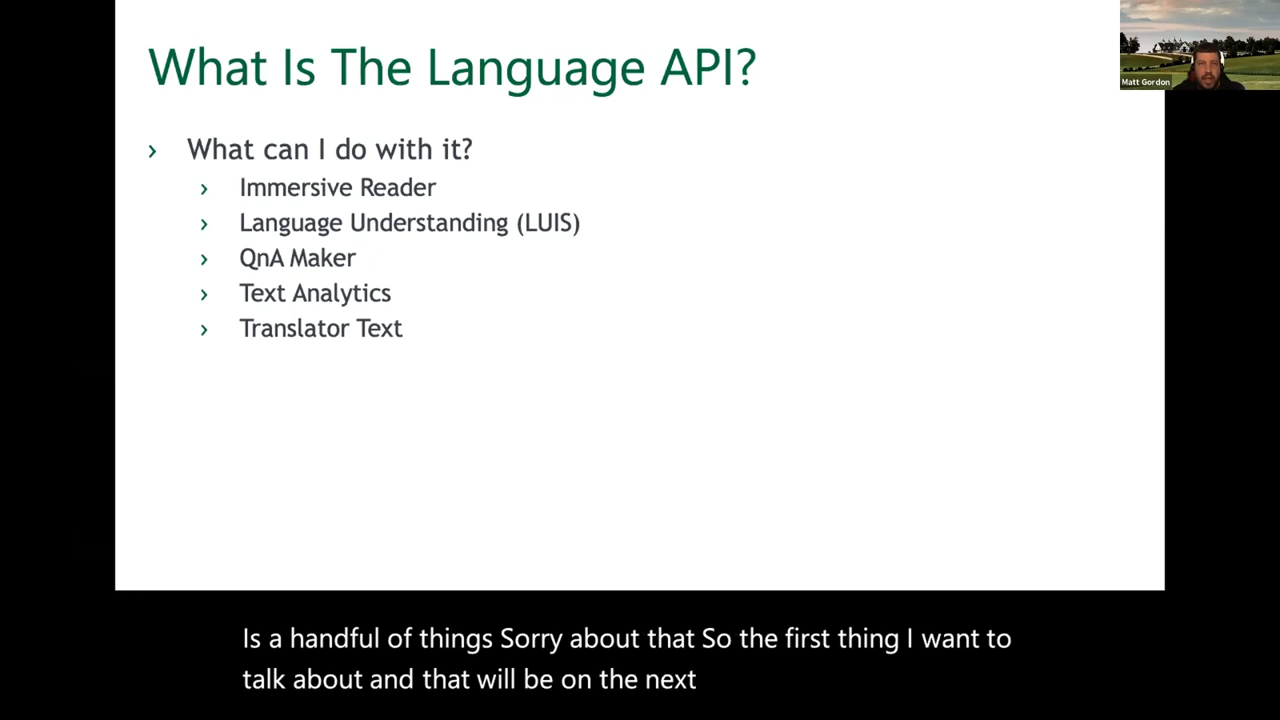 What Is The Language API?
Matt Gordon
› What can I do with it?
› Immersive Reader
› Language Understanding (LUIS)
› QnA Maker
› Text Analytics
› Translator Text
Is a handful of things Sorry about that So the first thing I want to
talk about and that will be on the next